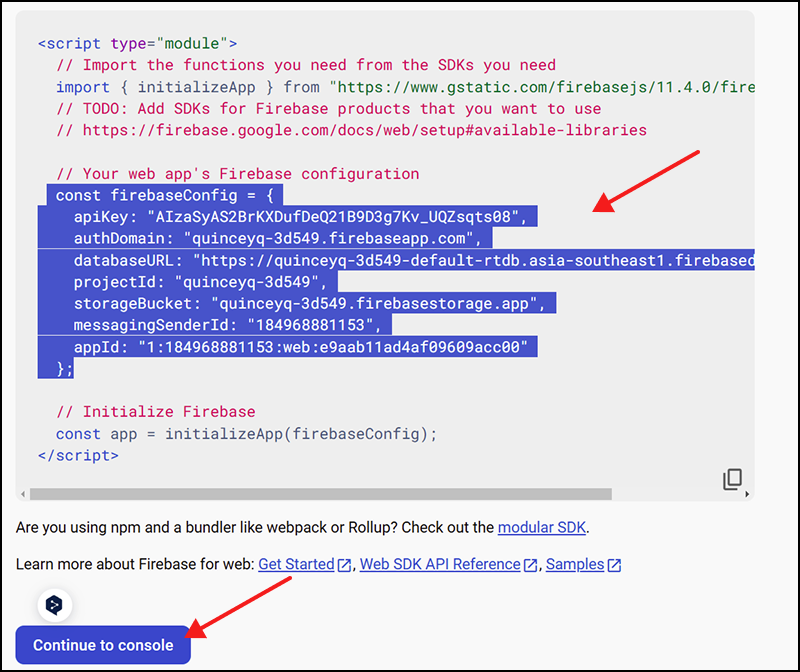 <script type="module">
// Import the functions you need from the SDKs you need
import { initializeApp } from "https://www.gstatic.com/firebasejs/11.4.0/fire
// TODO: Add SDKs for Firebase products that you want to use
// https://firebase.google.com/docs/web/setup#available-libraries
// Your web app's Firebase configuration
const firebaseConfig = {
apiKey: "AIzaSyAS2BrKXDufDeQ21B9D3g7Kv_UQZsqts08",
authDomain: "quinceyq-3d549.firebaseapp.com",
databaseURL: "https://quinceyq-3d549-default-rtdb.asia-southeast1.firebased
projectId: "quinceyq-3d549",
storageBucket: "quinceyq-3d549.firebasestorage.app",
messagingSenderId: "184968881153",
appId: "1:184968881153:web:e9aab11ad4af09609acc00"
};
// Initialize Firebase
const app = initializeApp(firebaseConfig);
</script>
Are you using npm and a bundler like webpack or Rollup? Check out the modular SDK.
Learn more about Firebase for web: Get Started, Web SDK API Reference, Samples
Continue to console